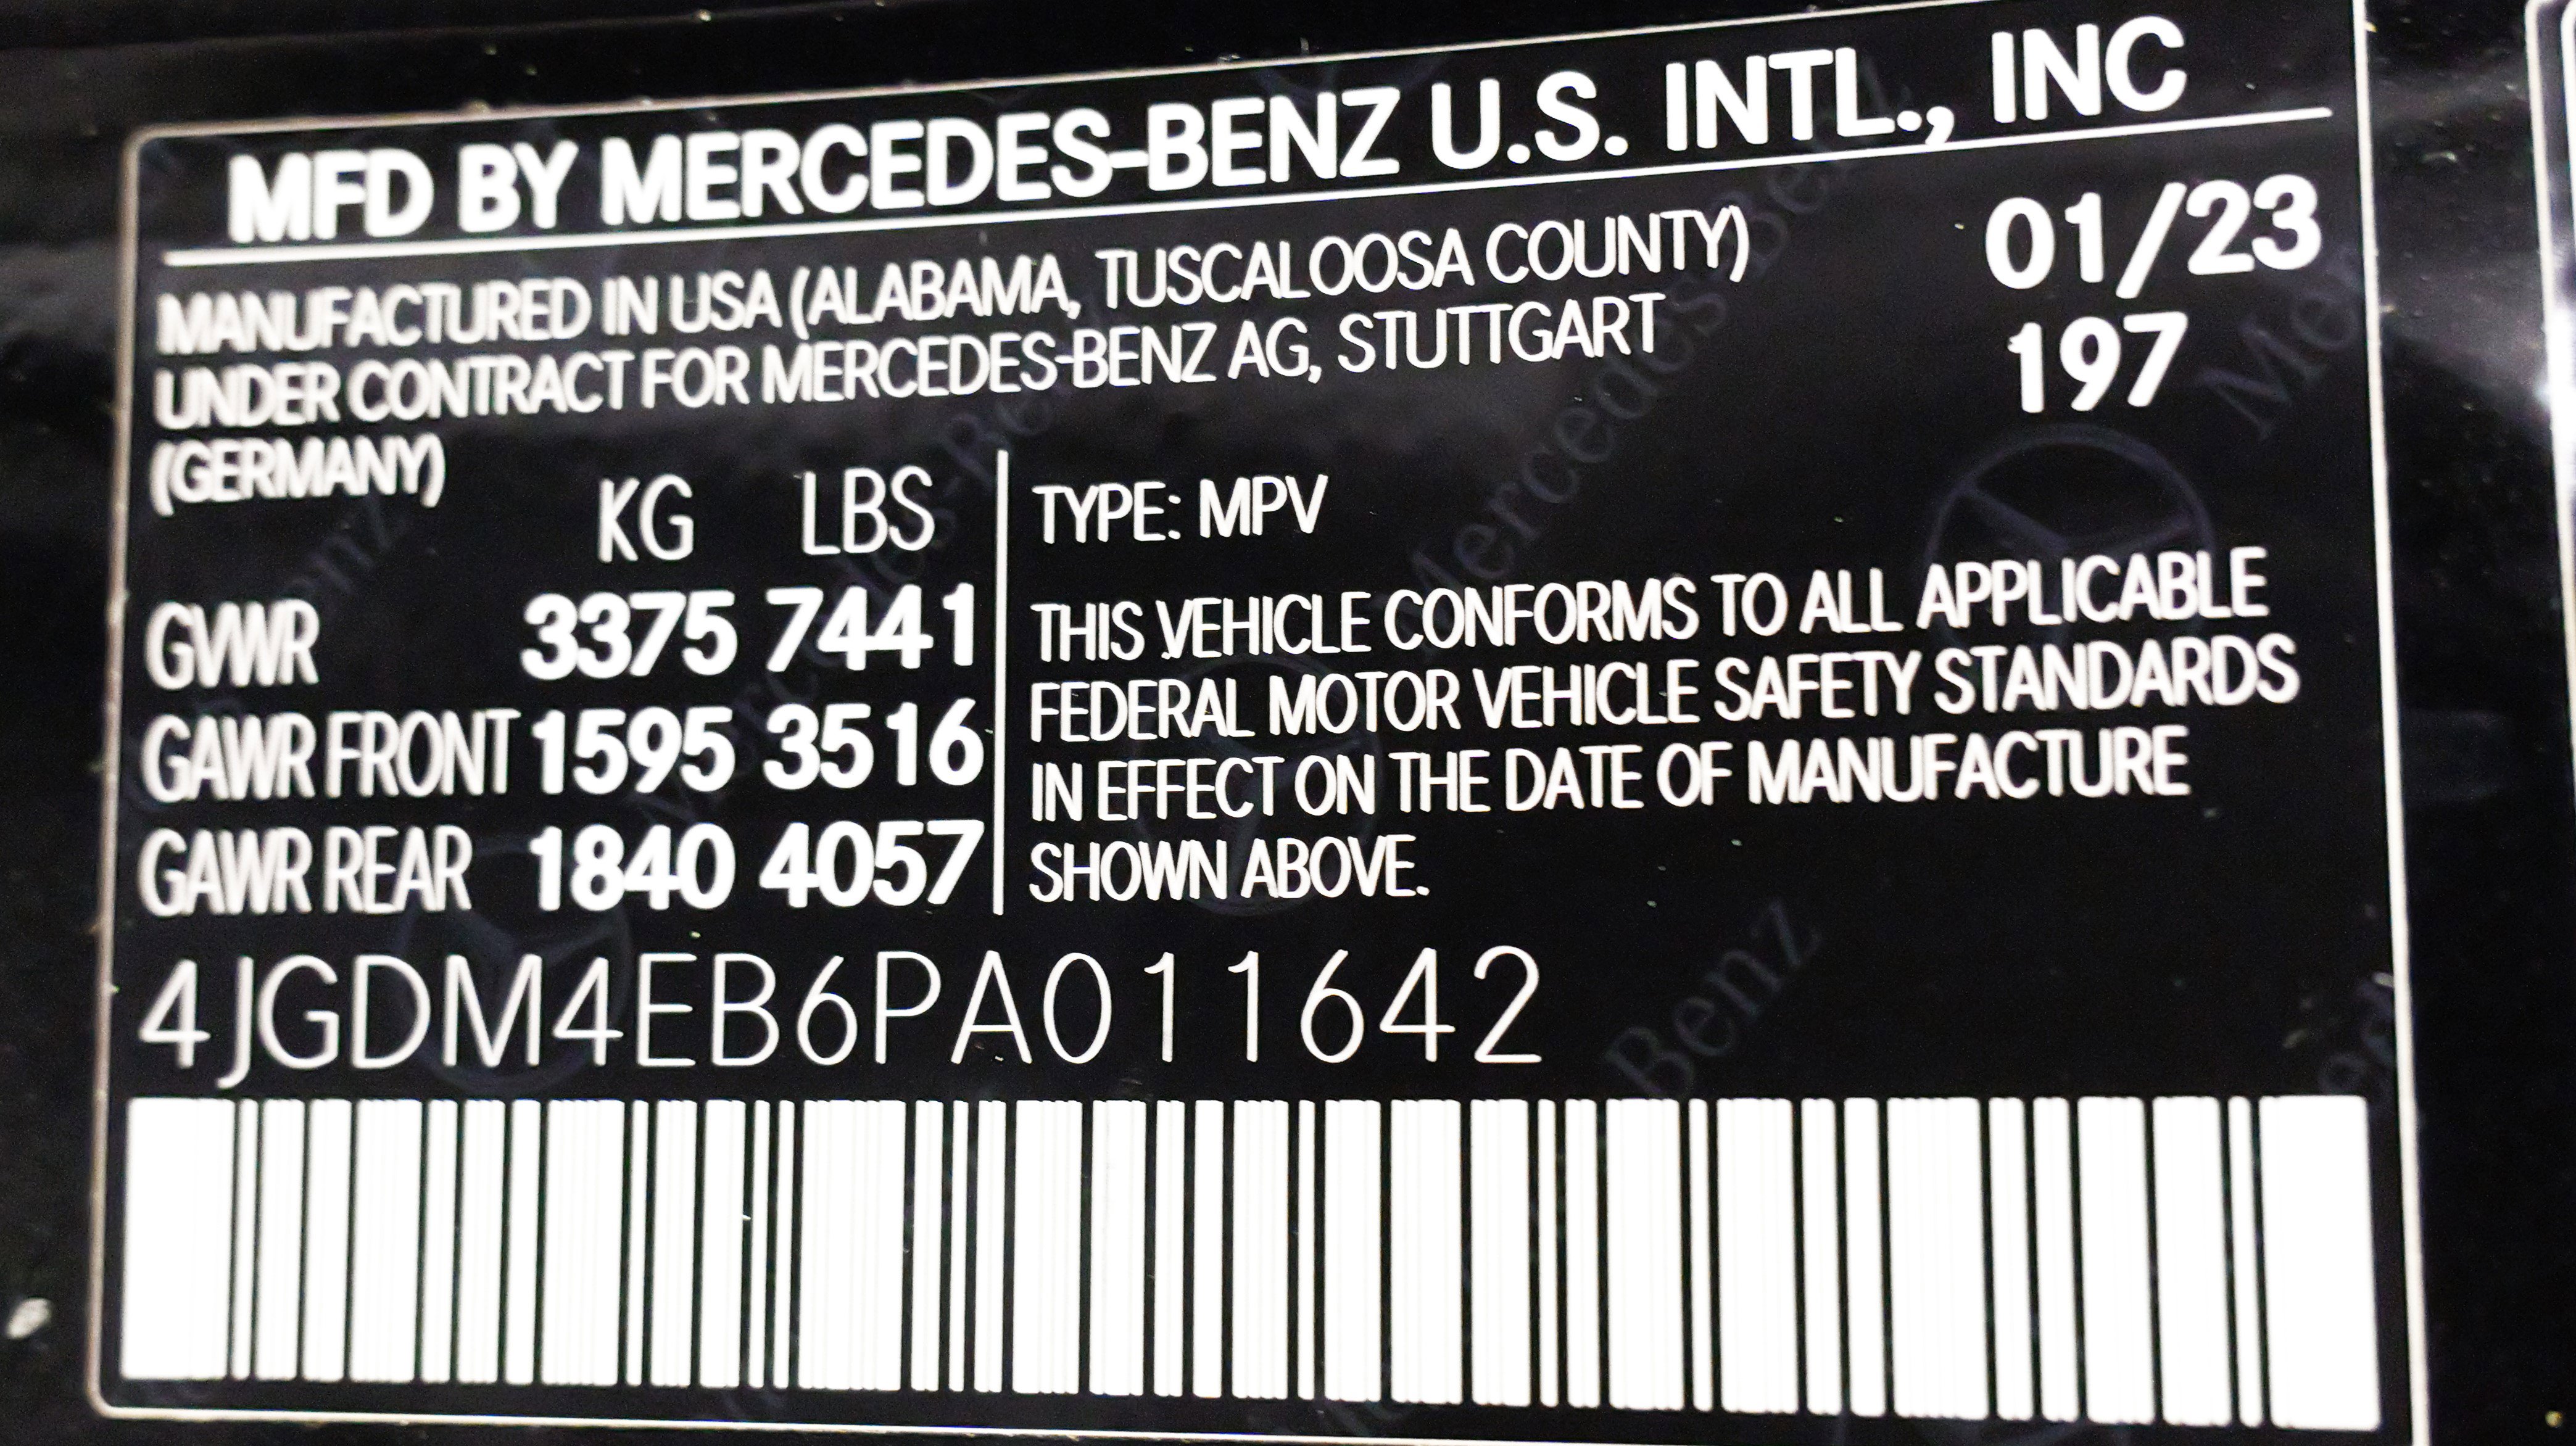 MFD BY MERCEDES-BENZ U.S. INTL., INC
MANUFACTURED IN USA (ALABAMA, TUSCALOOSA COUNTY) 01/23
UNDER CONTRACT FOR MERCEDES-BENZ AG, STUTTGART 197
(GERMANY)
KG LBS
GVWR 3375 7441
GAWR FRONT 1595 3516
GAWR REAR 1840 4057
TYPE: MPV
THIS VEHICLE CONFORMS TO ALL APPLICABLE
FEDERAL MOTOR VEHICLE SAFETY STANDARDS
IN EFFECT ON THE DATE OF MANUFACTURE
SHOWN ABOVE.
4JGDM4EB6PA011642